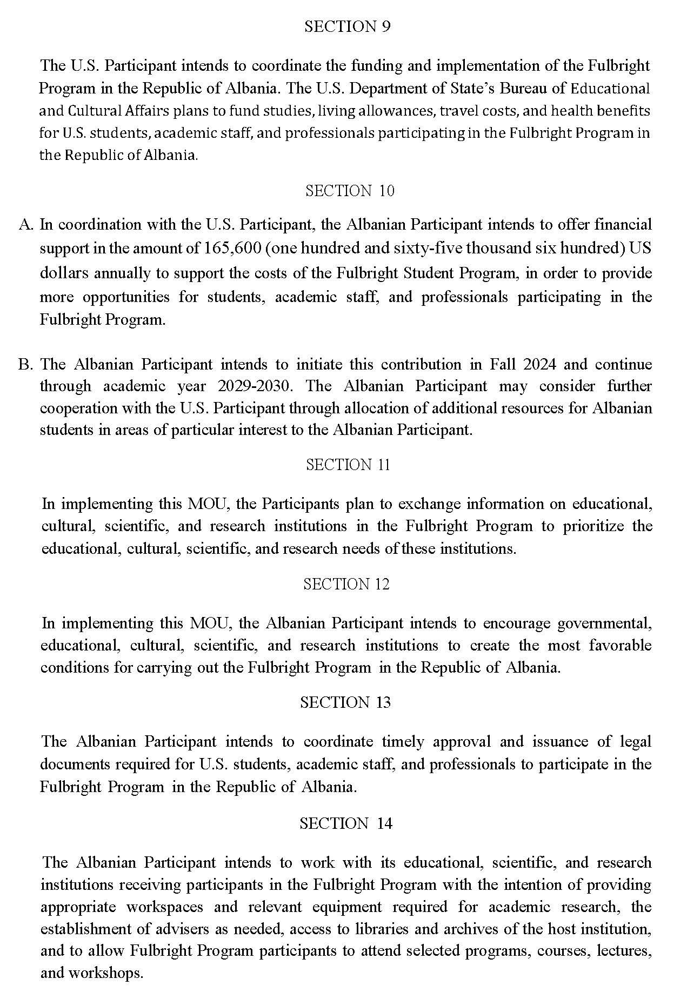 SECTION 9
The U.S. Participant intends to coordinate the funding and implementation of the Fulbright
Program in the Republic of Albania. The U.S. Department of State’s Bureau of Educational
and Cultural Affairs plans to fund studies, living allowances, travel costs, and health benefits
for U.S. students, academic staff, and professionals participating in the Fulbright Program in
the Republic of Albania.
SECTION 10
A. In coordination with the U.S. Participant, the Albanian Participant intends to offer financial
support in the amount of 165,600 (one hundred and sixty-five thousand six hundred) US
dollars annually to support the costs of the Fulbright Student Program, in order to provide
more opportunities for students, academic staff, and professionals participating in the
Fulbright Program.
B. The Albanian Participant intends to initiate this contribution in Fall 2024 and continue
through academic year 2029-2030. The Albanian Participant may consider further
cooperation with the U.S. Participant through allocation of additional resources for Albanian
students in areas of particular interest to the Albanian Participant.
SECTION 11
In implementing this MOU, the Participants plan to exchange information on educational,
cultural, scientific, and research institutions in the Fulbright Program to prioritize the
educational, cultural, scientific, and research needs of these institutions.
SECTION 12
In implementing this MOU, the Albanian Participant intends to encourage governmental,
educational, cultural, scientific, and research institutions to create the most favorable
conditions for carrying out the Fulbright Program in the Republic of Albania.
SECTION 13
The Albanian Participant intends to coordinate timely approval and issuance of legal
documents required for U.S. students, academic staff, and professionals to participate in the
Fulbright Program in the Republic of Albania.
SECTION 14
The Albanian Participant intends to work with its educational, scientific, and research
institutions receiving participants in the Fulbright Program with the intention of providing
appropriate workspaces and relevant equipment required for academic research, the
establishment of advisers as needed, access to libraries and archives of the host institution,
and to allow Fulbright Program participants to attend selected programs, courses, lectures,
and workshops.